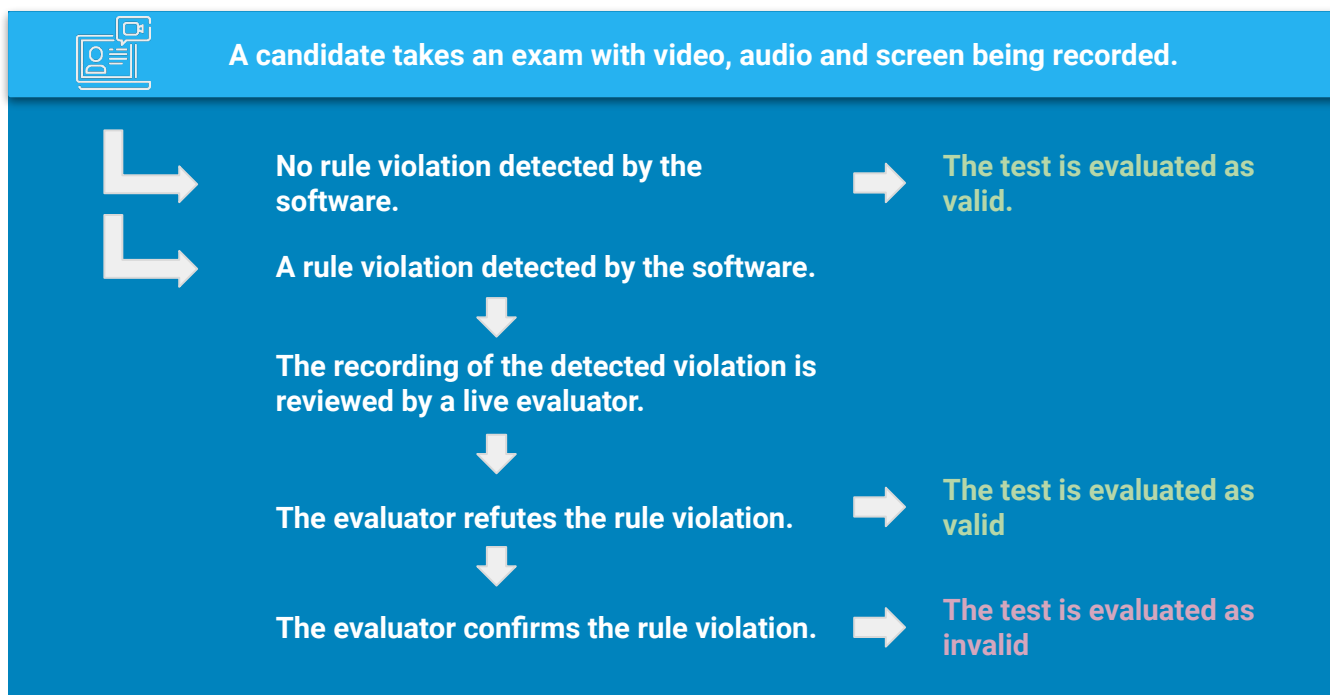 A candidate takes an exam with video, audio and screen being recorded.
No rule violation detected by the
software.
The test is evaluated as
valid.
A rule violation detected by the software.
The recording of the detected violation is
reviewed by a live evaluator.
The evaluator refutes the rule violation.
The test is evaluated as
valid
The evaluator confirms the rule violation.
The test is evaluated as
invalid